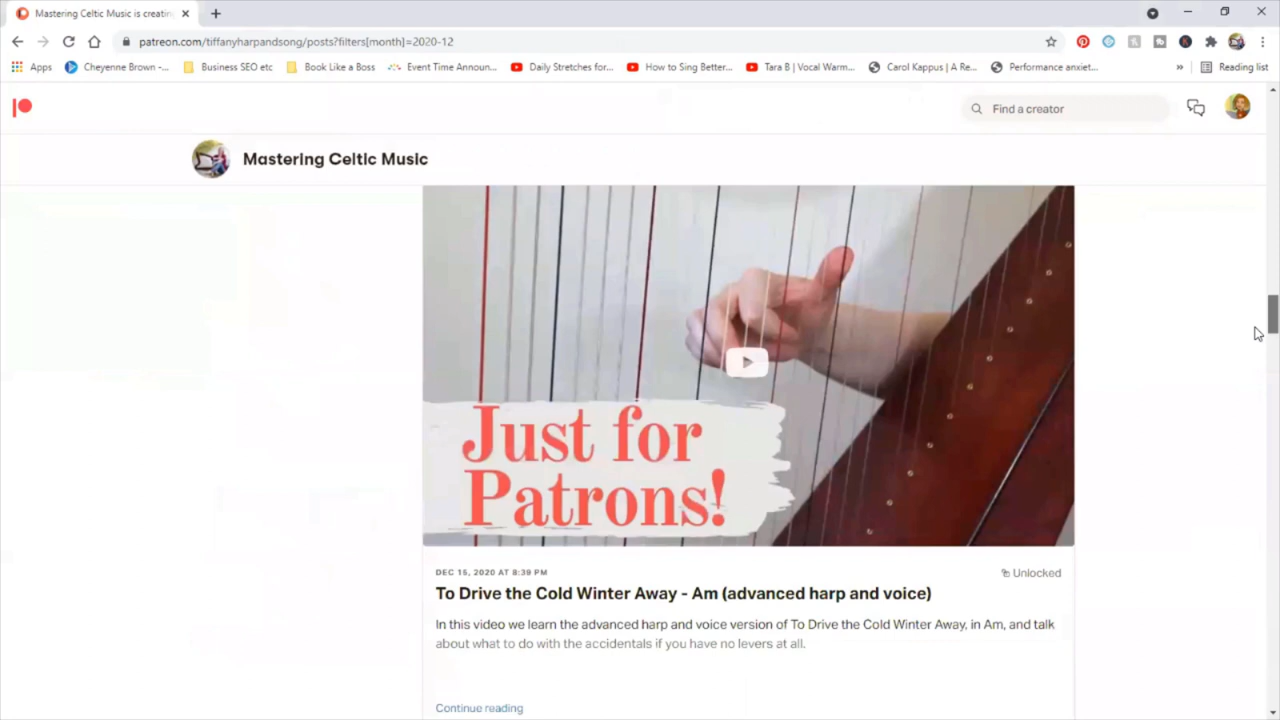 Mastering Celtic Music is creatin
patreon.com/tiffanyharpandsong/posts?filters[month]=2020-12
Apps Cheyenne Brown -... Business SEO etc Book Like a Boss Event Time Announ... Daily Stretches for... How to Sing Better... Tara B | Vocal Warm... Carol Kappus | A Re... Performance anxiet... » Reading list
Find a creator
Mastering Celtic Music
Just for
Patrons!
DEC 15, 2020 AT 8:39 PM
Unlocked
To Drive the Cold Winter Away - Am (advanced harp and voice)
In this video we learn the advanced harp and voice version of To Drive the Cold Winter Away, in Am, and talk
about what to do with the accidentals if you have no levers at all.
Continue reading